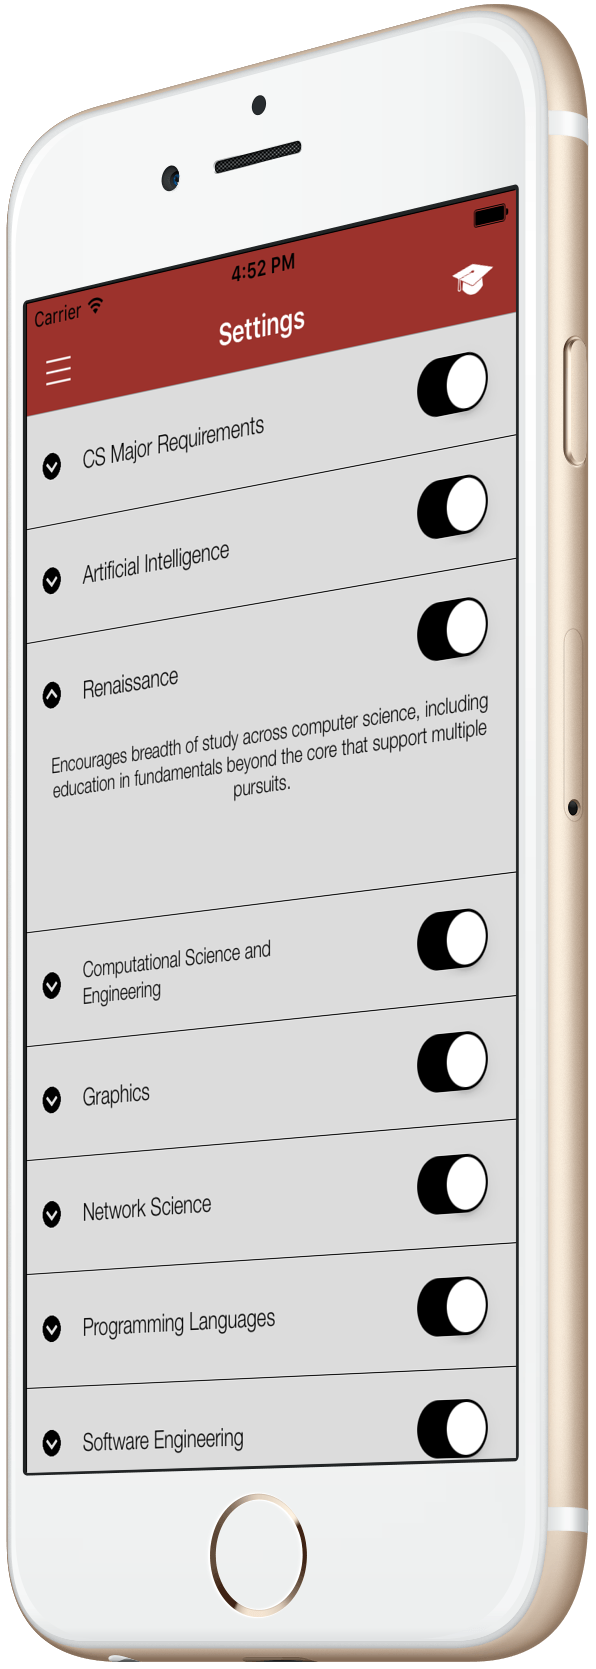 Carrier
4:52 PM
Settings
CS Major Requirements
Artificial Intelligence
Renaissance
Encourages breadth of study across computer science, including
education in fundamentals beyond the core that support multiple
pursuits.
Computational Science and
Engineering
Graphics
Network Science
Programming Languages
Software Engineering